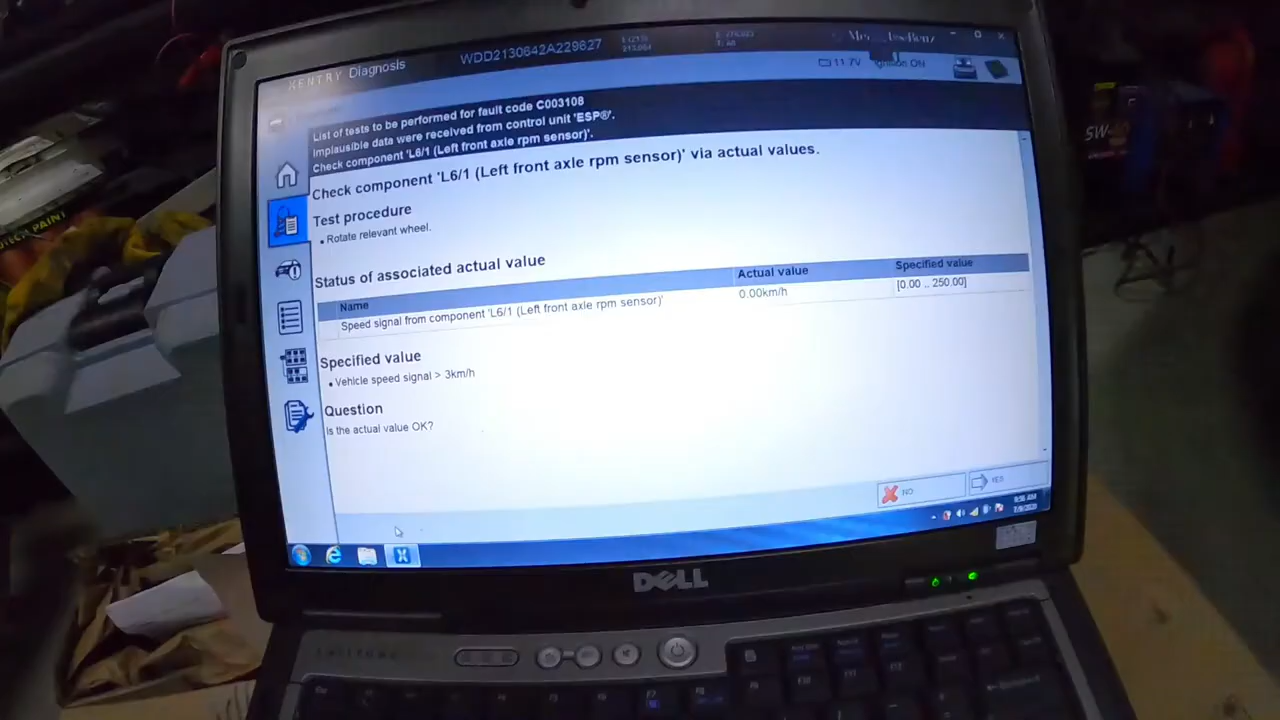 XENTRY Diagnosis
WDD2130642A229627
11.7V
Ignition ON
List of tests to be performed for fault code C003108
Implausible data were received from control unit 'ESP®'.
Check component 'L6/1 (Left front axle rpm sensor)'.
Check component 'L6/1 (Left front axle rpm sensor)' via actual values.
Test procedure
• Rotate relevant wheel.
Status of associated actual value
Name Actual value Specified value
Speed signal from component 'L6/1 (Left front axle rpm sensor)' 0.00km/h [0.00 .. 250.00]
Specified value
• Vehicle speed signal > 3km/h
Question
Is the actual value OK?
NO YES
DELL
PAINT